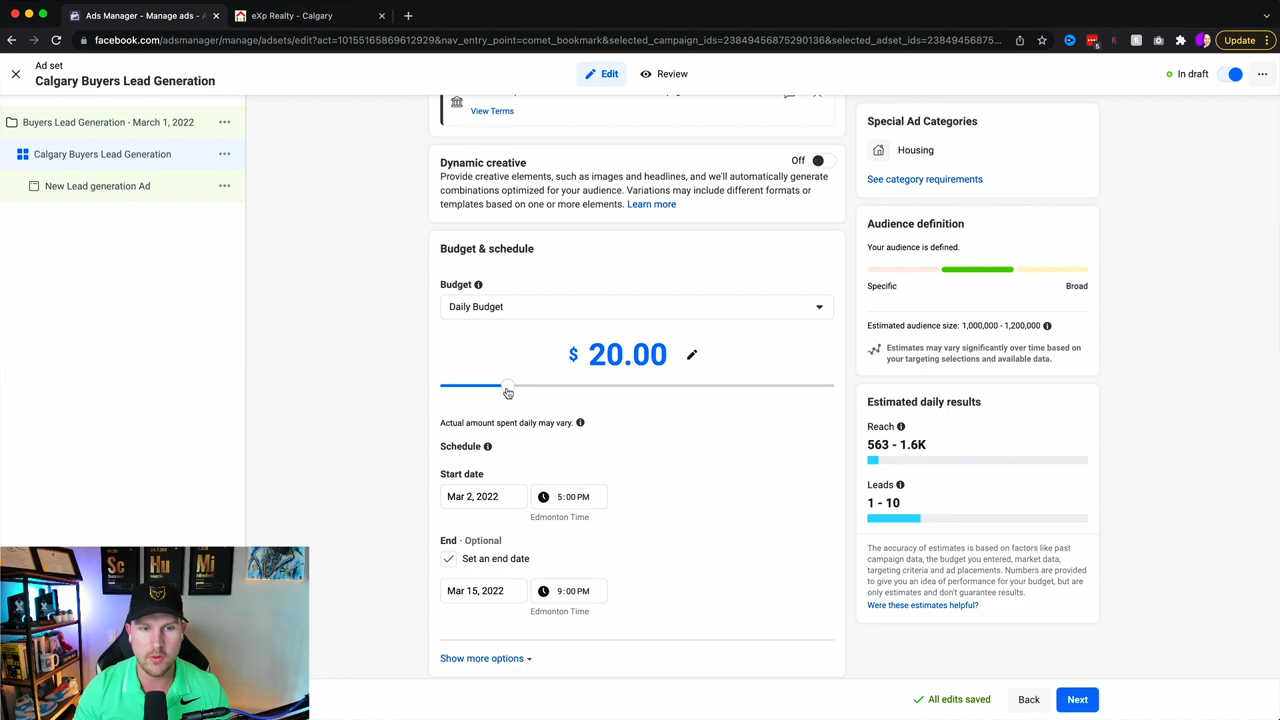 Ads Manager - Manage ads - A
eXp Realty - Calgary
facebook.com/adsmanager/manage/adsets/edit?act=10155165869612929&nav_entry_point=comet_bookmark&selected_campaign_ids=23849456875290136&selected_adset_ids=23849456875...
5
K
Update
Ad set
Calgary Buyers Lead Generation
Edit
Review
In draft
Buyers Lead Generation - March 1, 2022
Calgary Buyers Lead Generation
New Lead generation Ad
View Terms
Dynamic creative
Off
Provide creative elements, such as images and headlines, and we'll automatically generate
combinations optimized for your audience. Variations may include different formats or
templates based on one or more elements. Learn more
Budget & schedule
Budget
Daily Budget
$ 20.00
Actual amount spent daily may vary.
Schedule
Start date
Mar 2, 2022
5:00 PM
Edmonton Time
End · Optional
Set an end date
Mar 15, 2022
9:00 PM
Edmonton Time
Show more options
Special Ad Categories
Housing
See category requirements
Audience definition
Your audience is defined.
Specific
Broad
Estimated audience size: 1,000,000 - 1,200,000
Estimates may vary significantly over time based on
your targeting selections and available data.
Estimated daily results
Reach
563 - 1.6K
Leads
1 - 10
The accuracy of estimates is based on factors like past
campaign data, the budget you entered, market data,
targeting criteria and ad placements. Numbers are provided
to give you an idea of performance for your budget, but are
only estimates and don't guarantee results.
Were these estimates helpful?
All edits saved
Back
Next
Sc
Hu
Mi